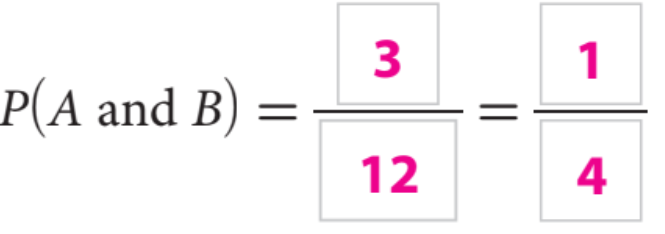 P(A and B) = 3/12 = 1/4